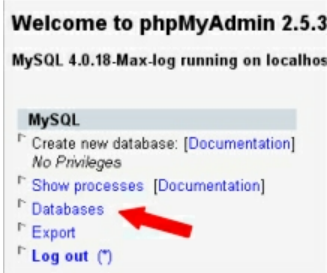 Welcome to phpMyAdmin 2.5.3
MySQL 4.0.18-Max-log running on localhos
MySQL
Create new database: [Documentation]
No Privileges
Show processes [Documentation]
Databases
Export
Log out (*)